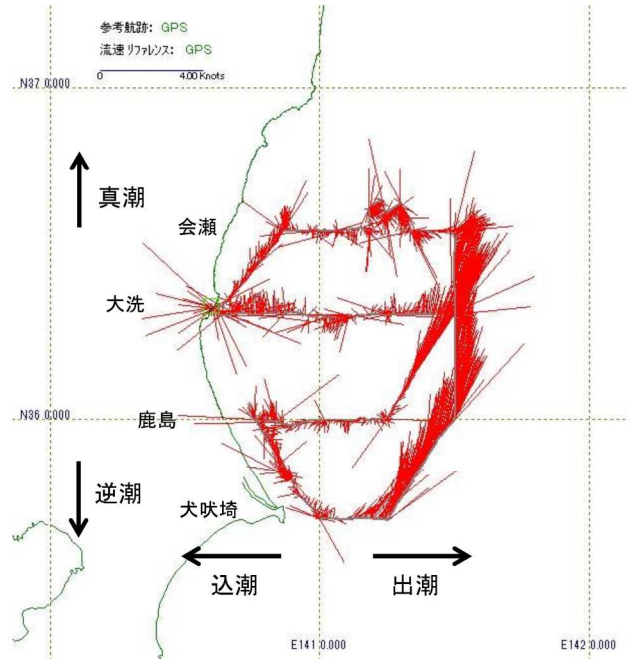 参考航跡: GPS
流速リファレンス: GPS
0 4.00 Knots
N37 0.000
真潮
会瀬
大洗
N36 0.000
鹿島
逆潮
犬吠埼
込潮
出潮
E141 0.000
E142 0.000